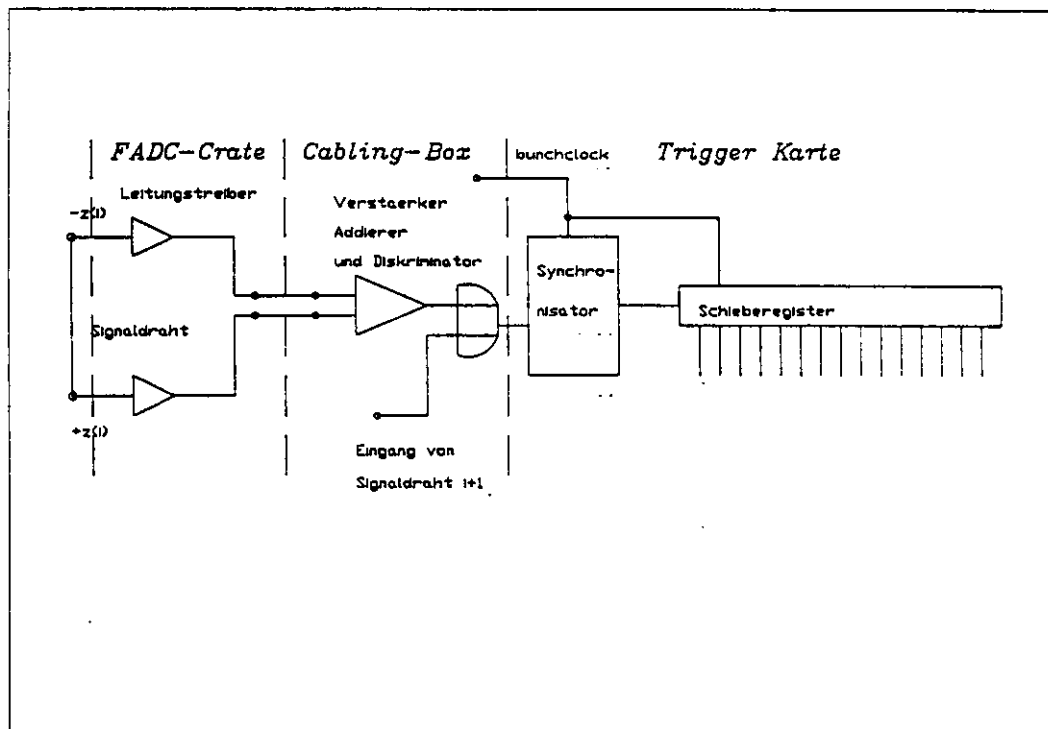 FADC-Crate
Cabling-Box
bunchclock
Trigger Karte
Leitungstreiber
-z(i)
Verstaerker
Addierer
und Diskriminator
Synchro-
nisator
Schieberegister
Signaldraht
+z(i)
Eingang von
Signaldraht i+1